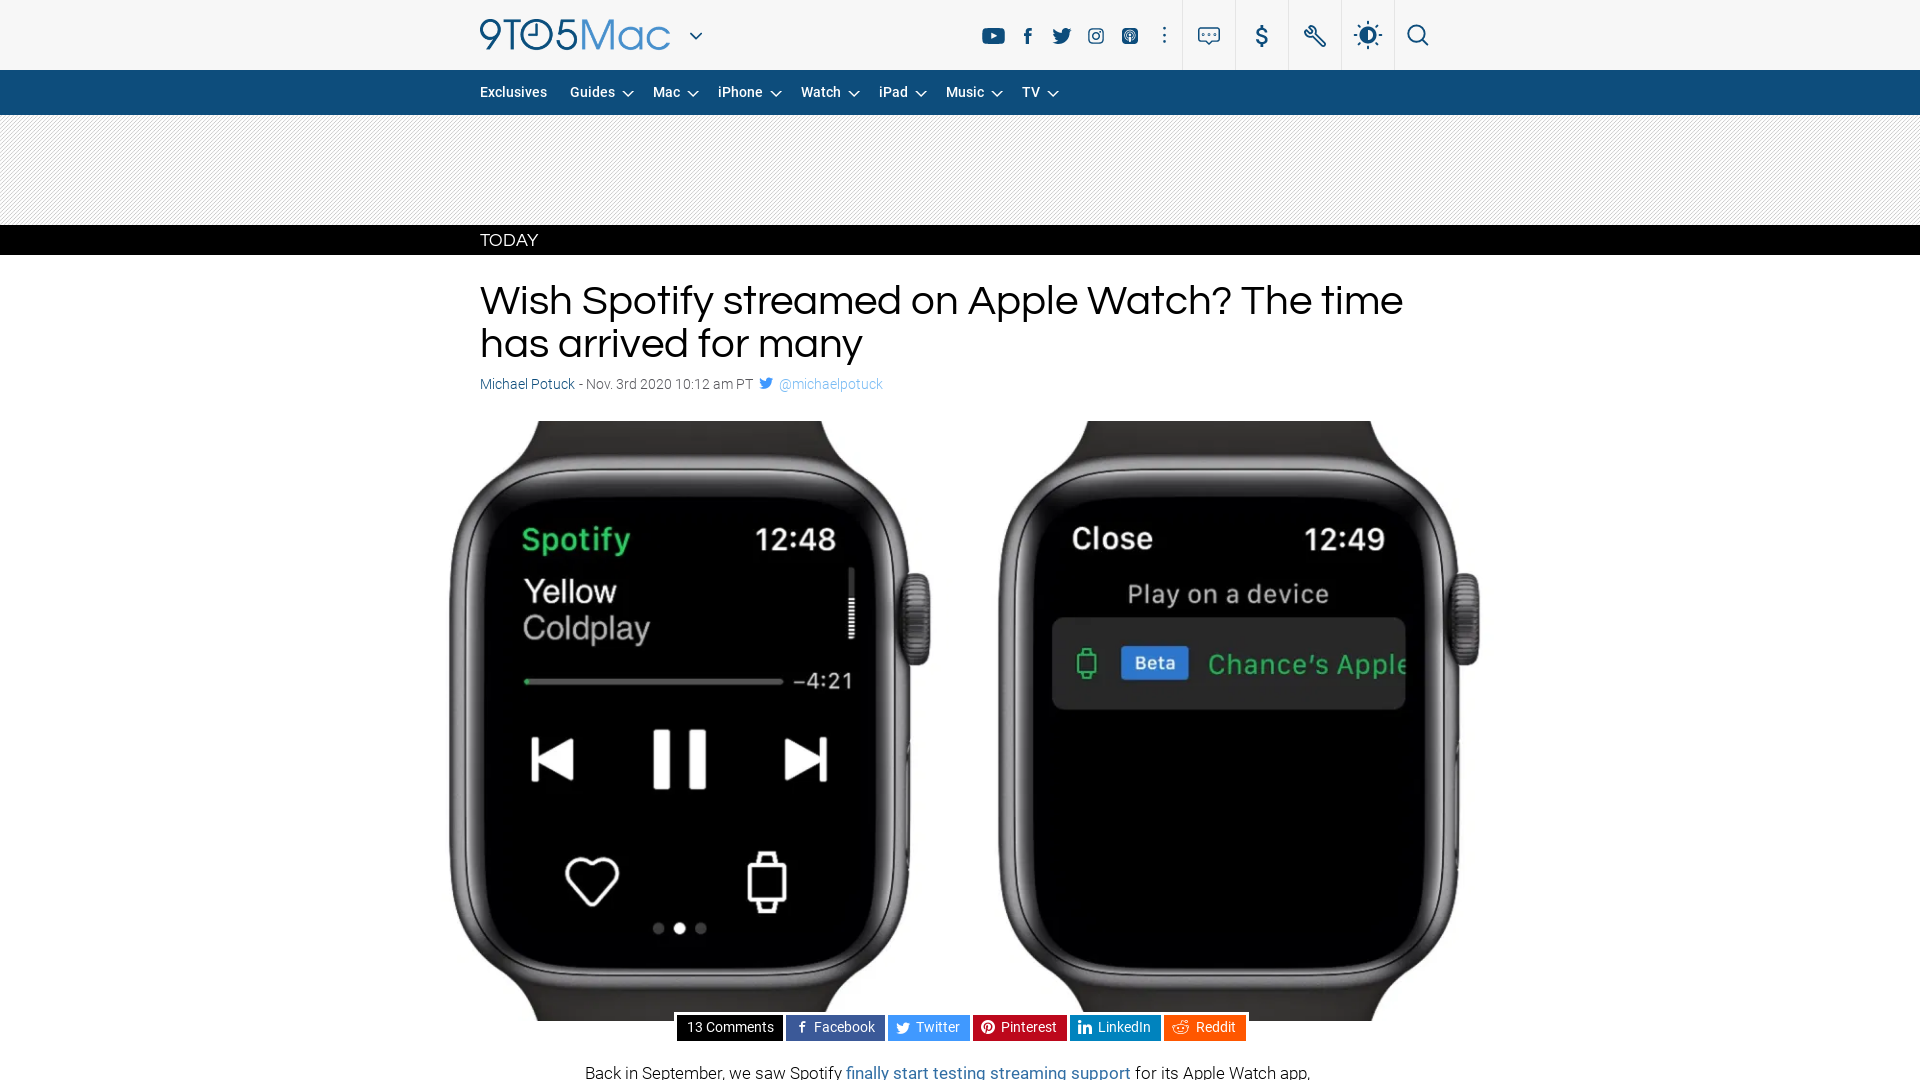 9TO5Mac
Exclusives Guides Mac iPhone Watch iPad Music TV
TODAY
Wish Spotify streamed on Apple Watch? The time
has arrived for many
Michael Potuck - Nov. 3rd 2020 10:12 am PT @michaelpotuck
Spotify 12:48
Yellow
Coldplay
-4:21
Close 12:49
Play on a device
Beta Chance's Apple
13 Comments Facebook Twitter Pinterest LinkedIn Reddit
Back in September, we saw Spotify finally start testing streaming support for its Apple Watch app,